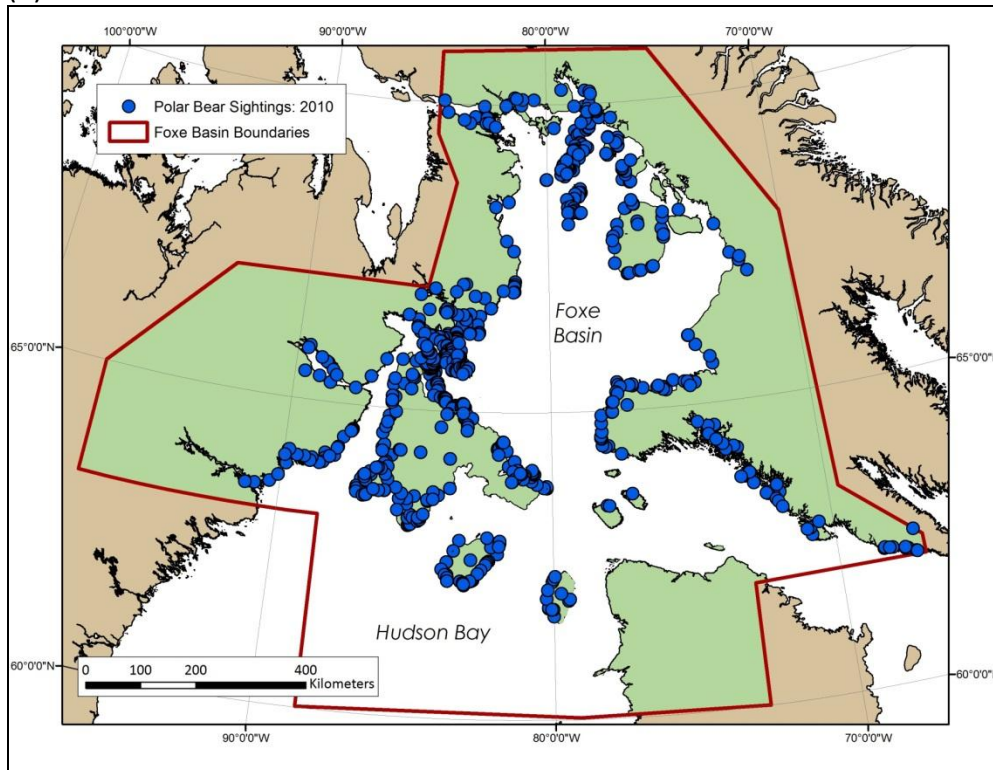 100°0'0"W 90°0'0"W 80°0'0"W 70°0'0"W
Polar Bear Sightings: 2010
Foxe Basin Boundaries
Foxe
Basin
65°0'0"N 65°0'0"N
Hudson Bay
60°0'0"N 60°0'0"N
0 100 200 400
Kilometers
90°0'0"W 80°0'0"W 70°0'0"W